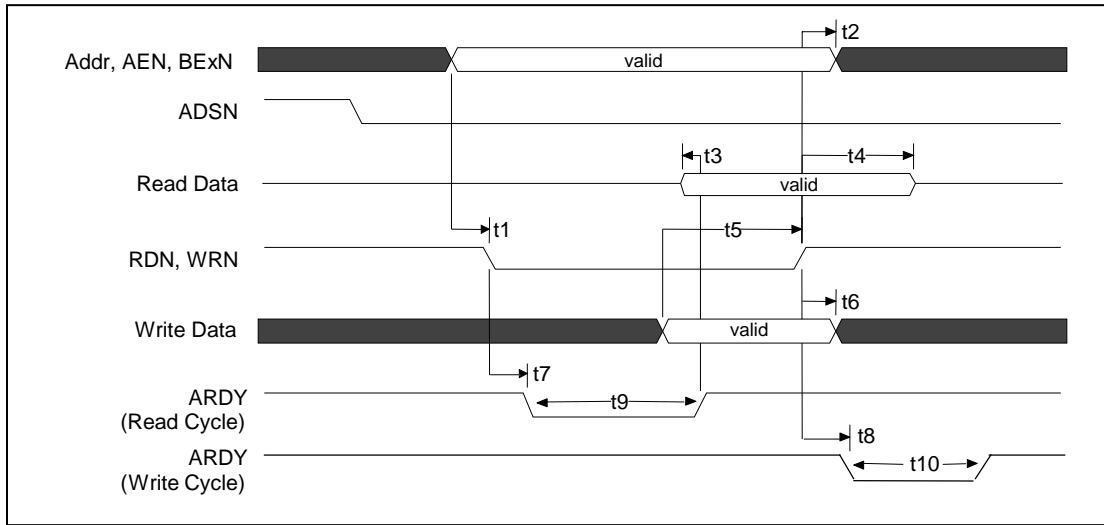 t2
Addr, AEN, BExN
valid
ADSN
t3
t4
Read Data
valid
t1
t5
RDN, WRN
t6
Write Data
valid
t7
ARDY
(Read Cycle)
t9
t8
ARDY
(Write Cycle)
t10